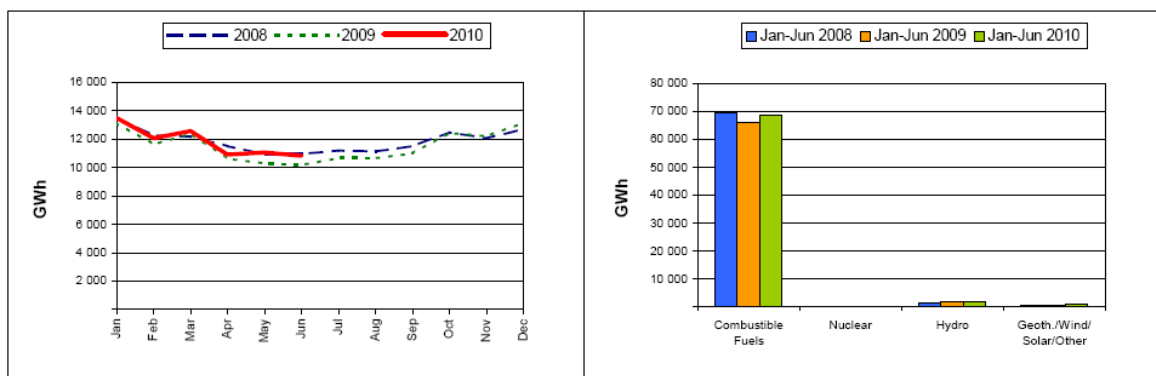 2008 2009 2010
16 000
14 000
12 000
10 000
8 000
6 000
4 000
2 000
GWh
Jan Feb Mar Apr May Jun Jul Aug Sep Oct Nov Dec
Jan-Jun 2008 Jan-Jun 2009 Jan-Jun 2010
80 000
70 000
60 000
50 000
40 000
30 000
20 000
10 000
GWh
Combustible Nuclear Hydro Geoth./Wind/
Fuels Solar/Other